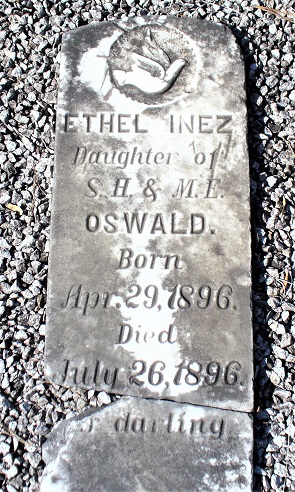 ETHEL INEZ
Daughter of
S.H. & M.E.
OSWALD.
Born
Apr. 29, 1896.
Died
July 26, 1896.
darling